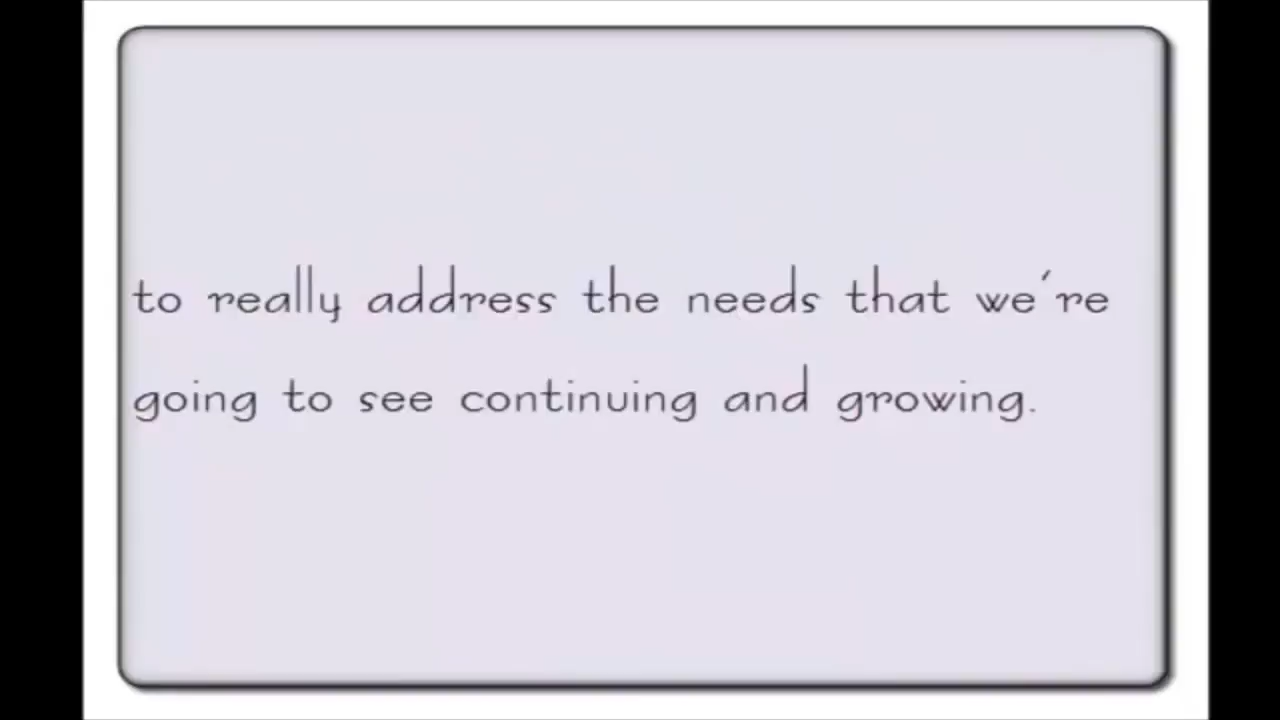 to really address the needs that we're
going to see continuing and growing.